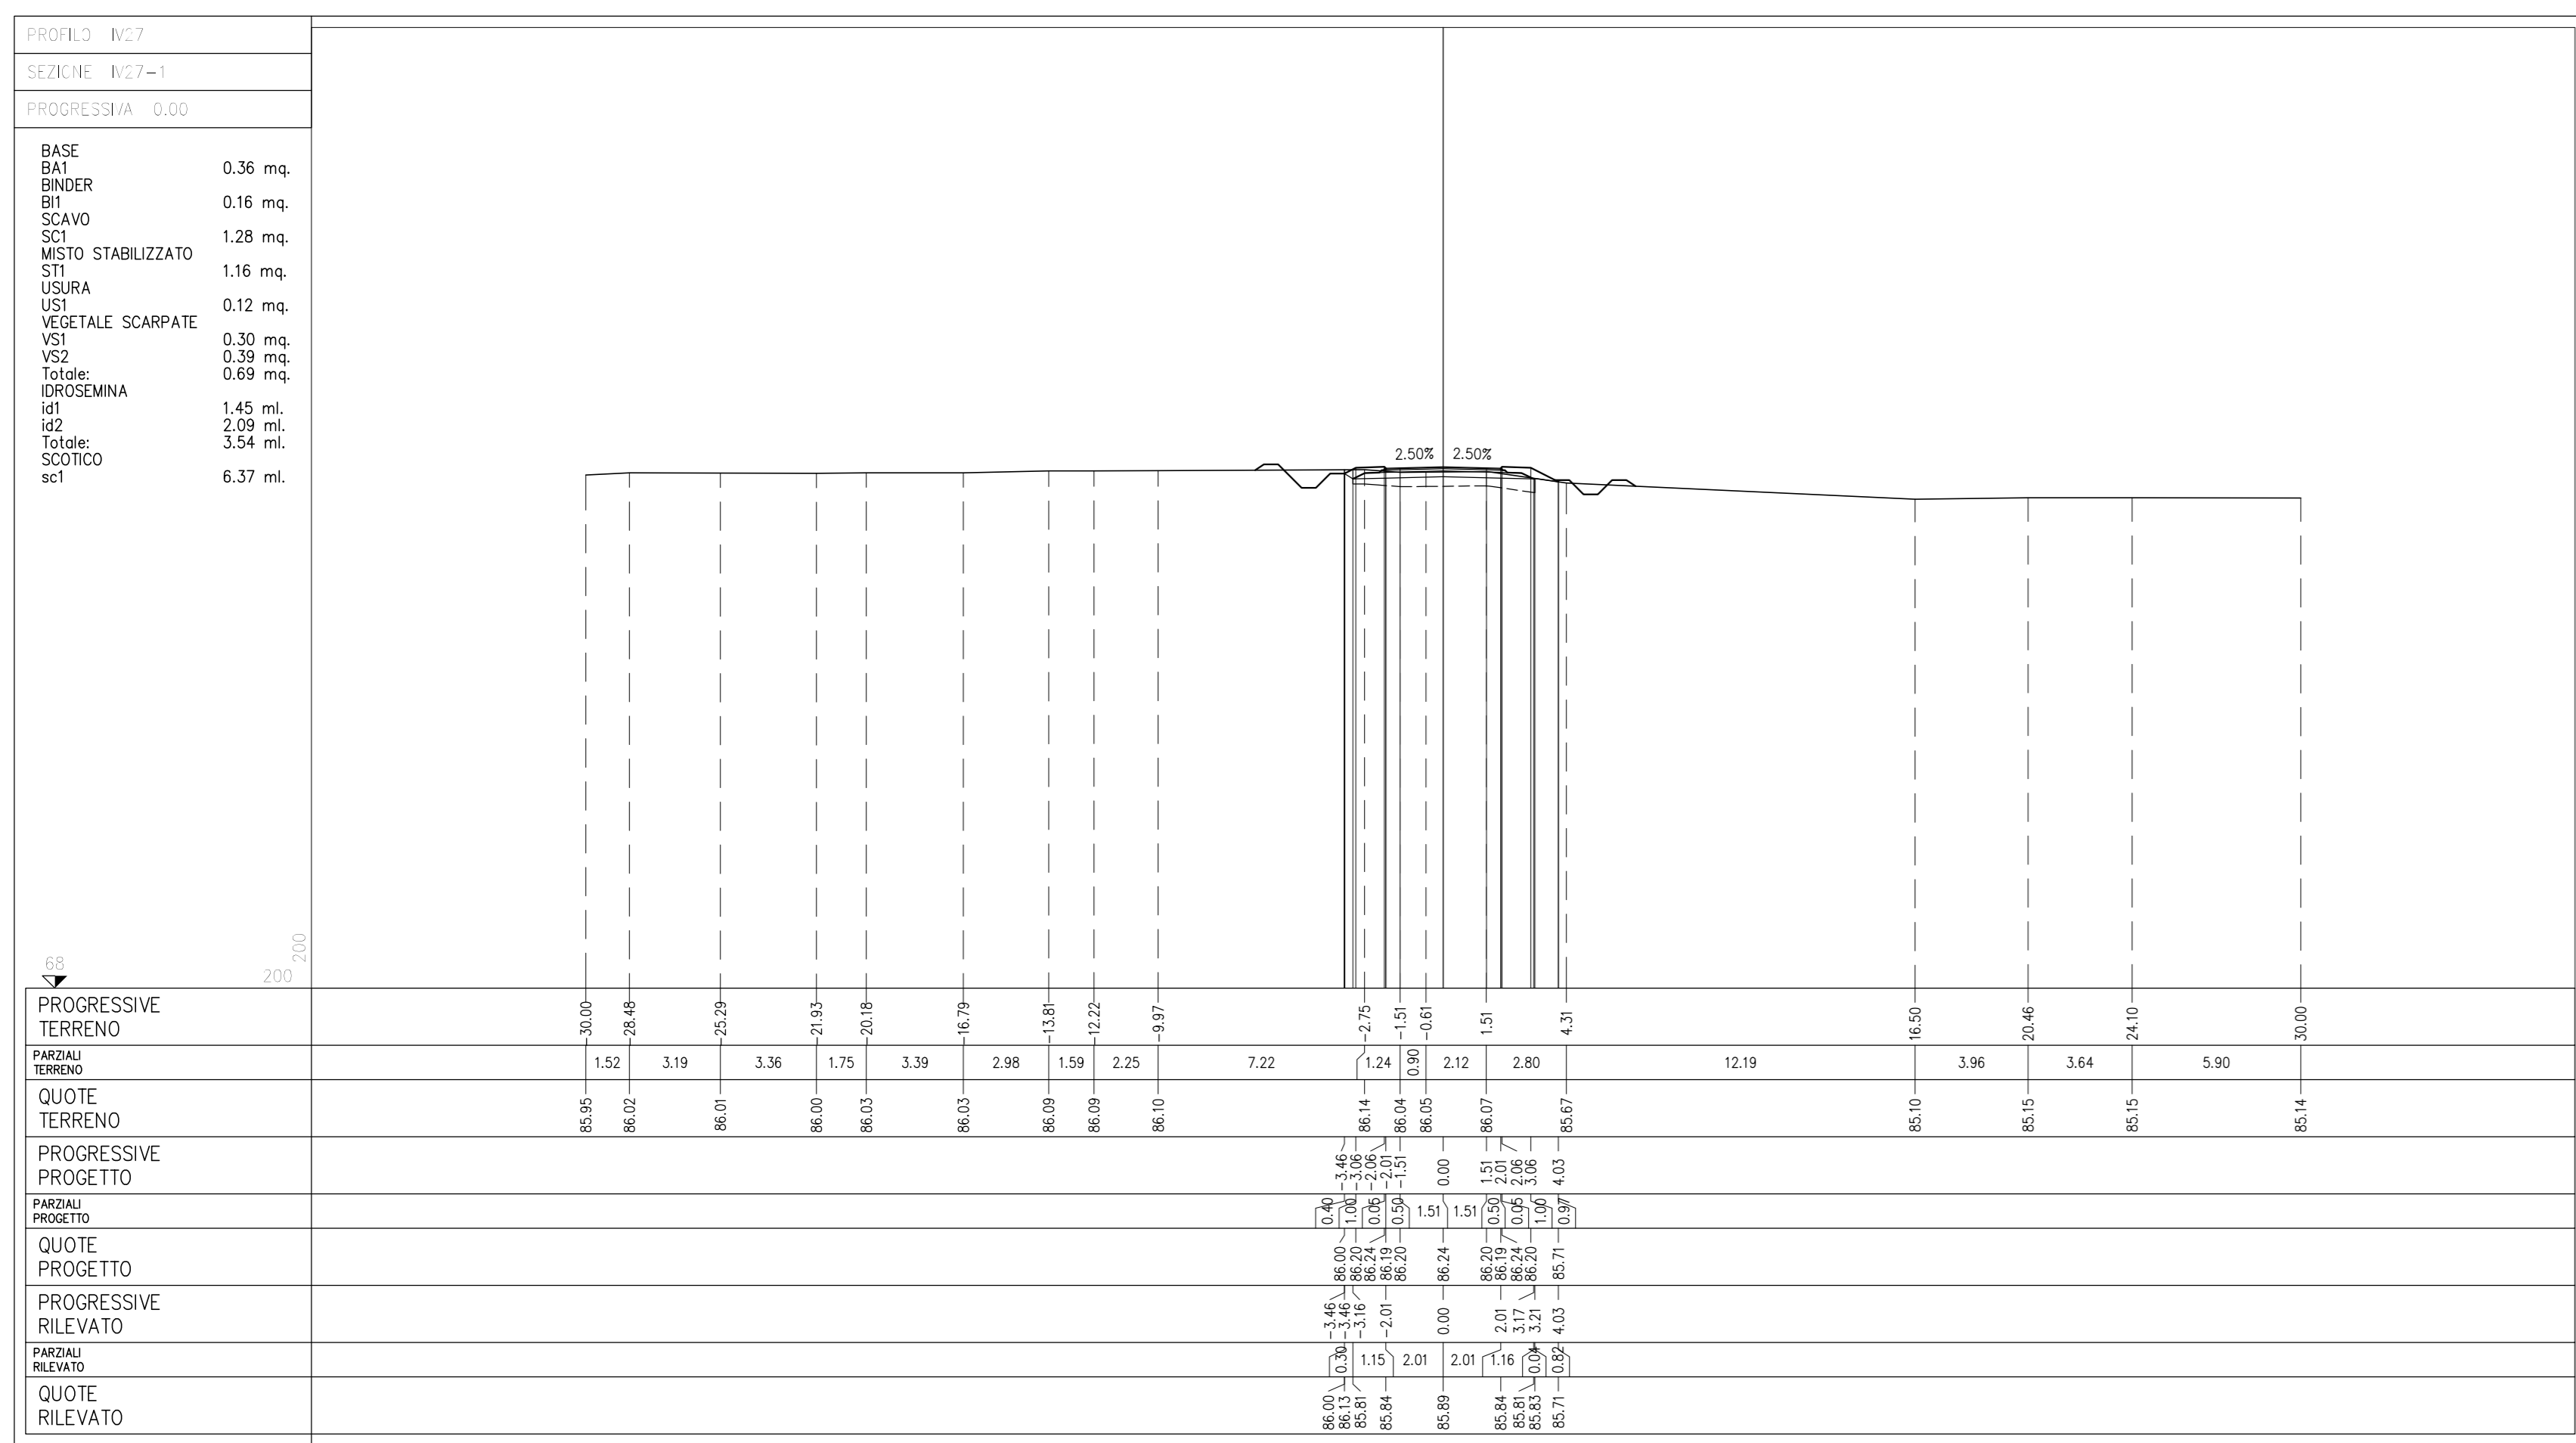 PROFILO IV27
SEZIONE IV27-1
PROGRESSIVA 0.00
BASE
BA1 0.36 mq.
BINDER
BI1 0.16 mq.
SCAVO
SC1 1.28 mq.
MISTO STABILIZZATO
ST1 1.16 mq.
USURA
US1 0.12 mq.
VEGETALE SCARPATE
VS1 0.30 mq.
VS2 0.39 mq.
Totale: 0.69 mq.
IDROSEMINA
id1 1.45 ml.
id2 2.09 ml.
Totale: 3.54 ml.
SCOTICO
sc1 6.37 ml.
2.50% 2.50%
200
68
200
PROGRESSIVE
TERRENO
-30.00 -28.48 -25.29 -21.93 -20.18 -16.79 -13.81 -12.22 -9.97 -2.75 -1.51 -0.61 1.51 4.31 16.50 20.46 24.10 30.00
PARZIALI
TERRENO
1.52 3.19 3.36 1.75 3.39 2.98 1.59 2.25 7.22 1.24 0.90 2.12 2.80 12.19 3.96 3.64 5.90
QUOTE
TERRENO
85.95 86.02 86.01 86.00 86.03 86.03 86.09 86.09 86.10 86.14 86.04 86.05 86.07 85.67 85.10 85.15 85.15 85.14
PROGRESSIVE
PROGETTO
-3.46 -3.06 -2.06 -2.01 -1.51 0.00 1.51 2.01 2.06 3.06 4.03
PARZIALI
PROGETTO
0.40 1.00 0.05 0.50 1.51 1.51 0.50 0.05 1.00 0.97
QUOTE
PROGETTO
86.00 86.20 86.24 86.19 86.20 86.24 86.20 86.19 86.24 86.20 85.71
PROGRESSIVE
RILEVATO
-3.46 -3.46 -3.16 -2.01 0.00 2.01 3.17 3.21 4.03
PARZIALI
RILEVATO
0.30 1.15 2.01 2.01 1.16 0.04 0.82
QUOTE
RILEVATO
86.00 86.13 85.81 85.84 85.89 85.84 85.81 85.83 85.71